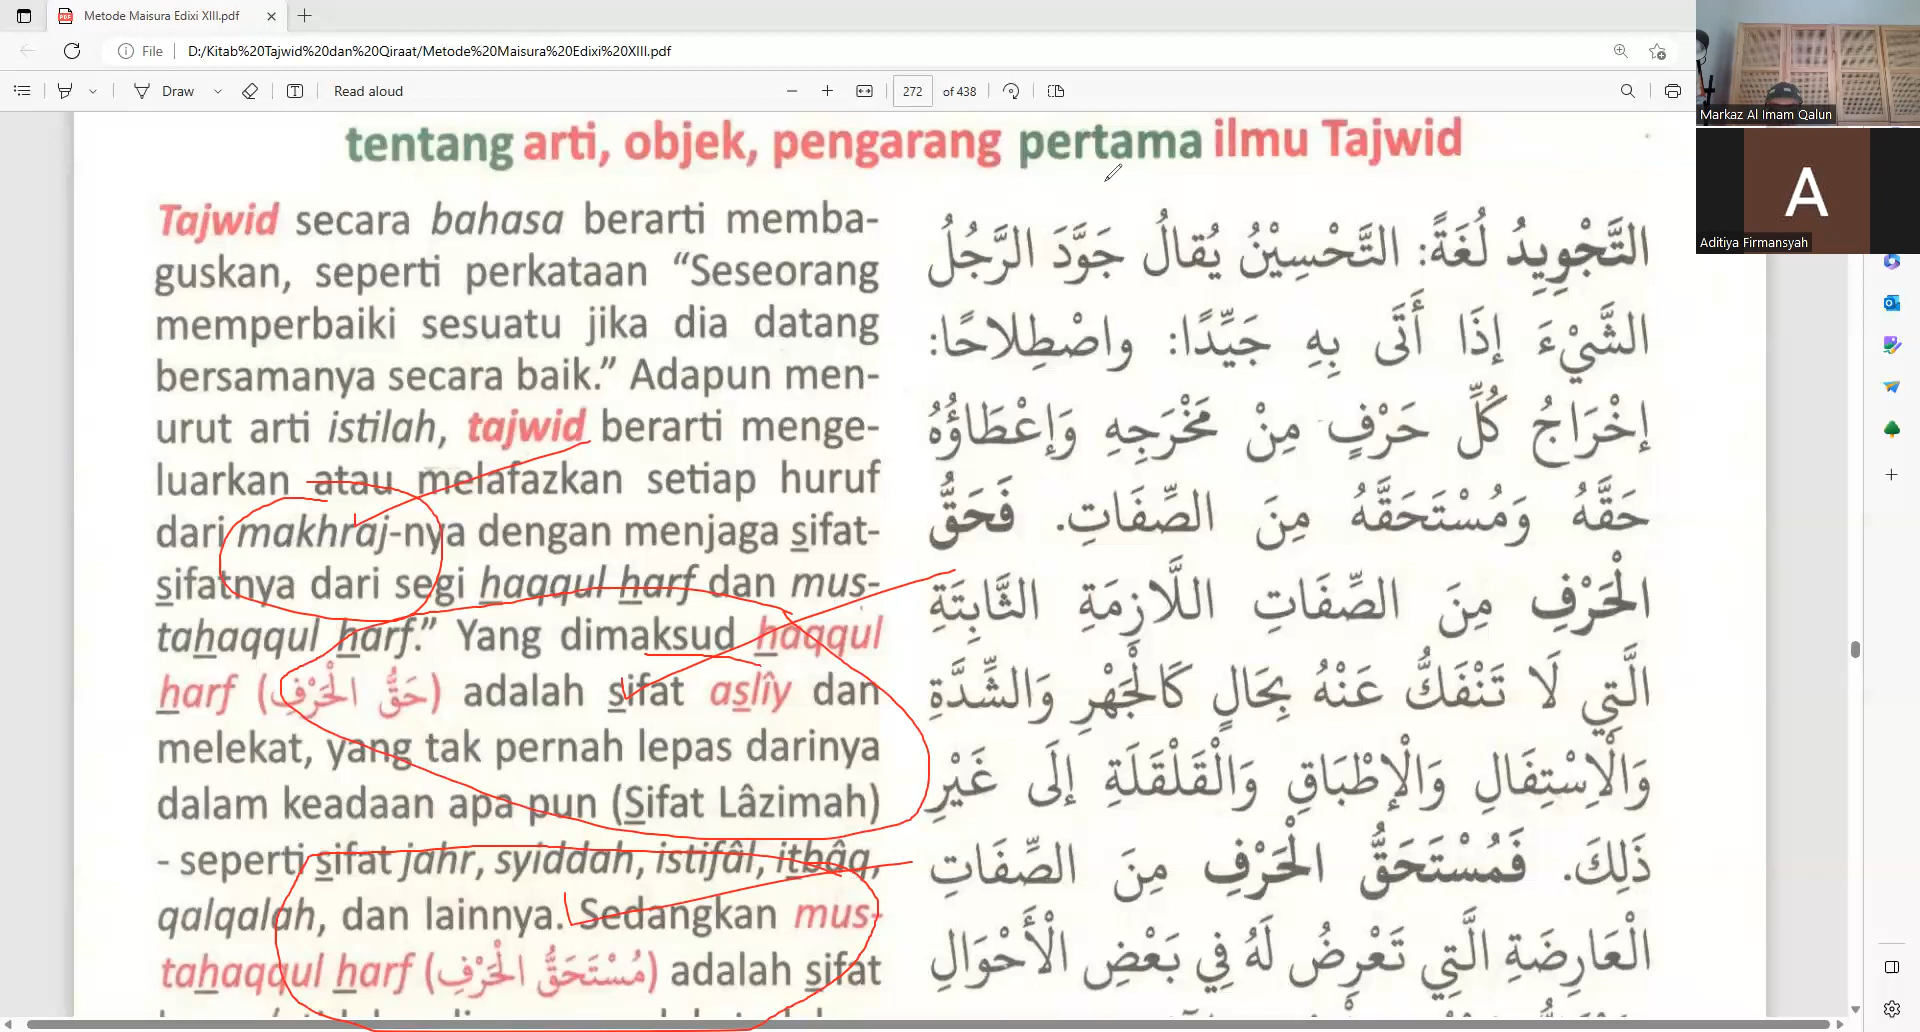 Metode Maisura Edixi XIII.pdf
File
D:/Kitab%20Tajwid%20dan%20Qiraat/Metode%20Maisura%20Edixi%20XIII.pdf
Draw
Read aloud
272 of 438
Markaz Al Imam Qalun
A
Aditiya Firmansyah
tentang arti, objek, pengarang pertama ilmu Tajwid
Tajwid secara bahasa berarti memba-
guskan, seperti perkataan “Seseorang
memperbaiki sesuatu jika dia datang
bersamanya secara baik.” Adapun men-
urut arti istilah, tajwid berarti menge-
luarkan atau melafazkan setiap huruf
dari makhraj-nya dengan menjaga sifat-
sifatnya dari segi haqqul harf dan mus-
tahaqqul harf.” Yang dimaksud haqqul
harf (حَقُّ الْحَرْفِ) adalah sifat aslîy dan
melekat, yang tak pernah lepas darinya
dalam keadaan apa pun (Sifat Lâzimah)
- seperti sifat jahr, syiddah, istifâl, itbâq,
qalqalah, dan lainnya. Sedangkan mus-
tahaqqul harf (مُسْتَحَقُّ الْحَرْفِ) adalah sifat
التَّجْوِيدُ لُغَةً: التَّحْسِيْنُ يُقالُ جَوَّدَ الرَّجُلُ
الشَّيْءَ إِذَا أَتَى بِهِ جَيِّدًا: واصْطِلاحًا:
إخْرَاجُ كُلِّ حَرْفٍ مِنْ مَخْرَجِهِ وَإعْطَاؤُهُ
حَقَّهُ وَمُسْتَحَقَّهُ مِنَ الصِّفَاتِ. فَحَقُّ
الْحَرْفِ مِنَ الصِّفَاتِ اللَّازِمَةِ الثَّابِتَةِ
الَّتِي لَا تَنْفَكُّ عَنْهُ بِحَالٍ كَالْجَهْرِ وَالشِّدَّةِ
وَالْاِسْتِفَالِ وَالْإطْبَاقِ وَالْقَلْقَلَةِ إلَى غَيْرِ
ذَلِكَ. فَمُسْتَحَقُّ الْحَرْفِ مِنَ الصِّفَاتِ
الْعَارِضَةِ الَّتِي تَعْرِضُ لَهُ فِي بَعْضِ الْأَحْوَالِ